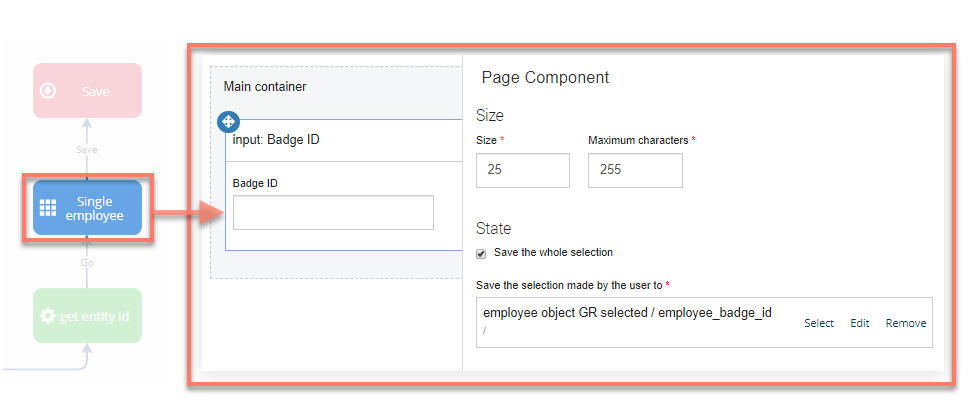 Save
Save
Single
employee
Go
get entity id
Main container
input: Badge ID
Badge ID
Page Component
Size
Size * Maximum characters *
25 255
State
Save the whole selection
Save the selection made by the user to *
employee object GR selected / employee_badge_id
/
Select Edit Remove